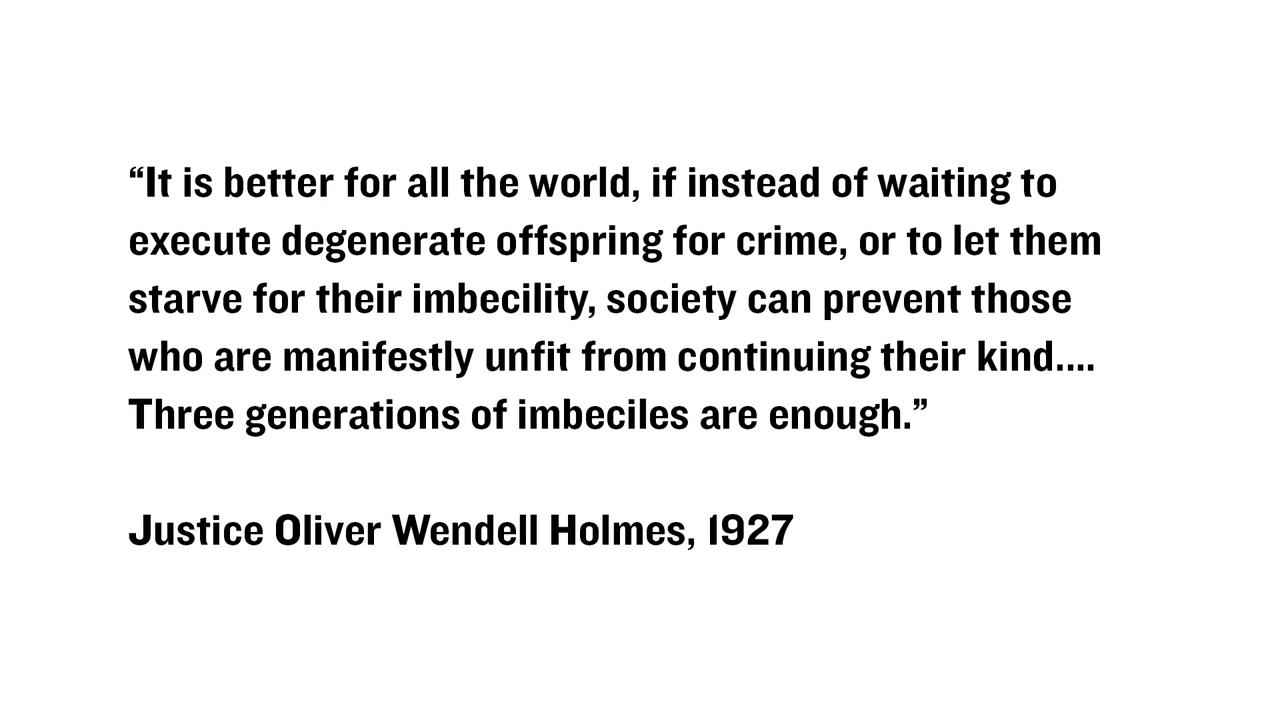 “It is better for all the world, if instead of waiting to
execute degenerate offspring for crime, or to let them
starve for their imbecility, society can prevent those
who are manifestly unfit from continuing their kind....
Three generations of imbeciles are enough.”
Justice Oliver Wendell Holmes, 1927